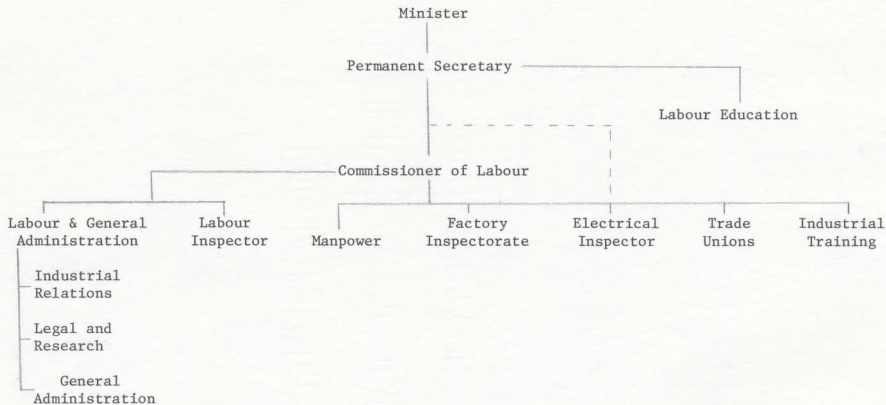 Minister
Permanent Secretary
Labour Education
Commissioner of Labour
Labour & General
Administration
Labour
Inspector
Manpower
Factory
Inspectorate
Electrical
Inspector
Trade
Unions
Industrial
Training
Industrial
Relations
Legal and
Research
General
Administration